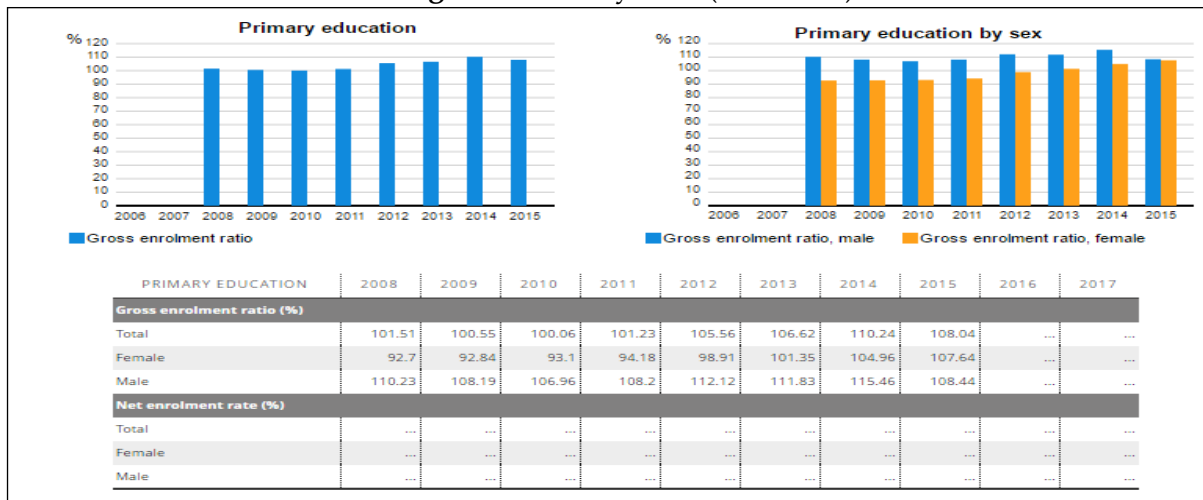 Primary education
%
120
110
100
90
80
70
60
50
40
30
20
10
0
2006 2007 2008 2009 2010 2011 2012 2013 2014 2015
Gross enrolment ratio
Primary education by sex
%
120
110
100
90
80
70
60
50
40
30
20
10
0
2006 2007 2008 2009 2010 2011 2012 2013 2014 2015
Gross enrolment ratio, male Gross enrolment ratio, female
PRIMARY EDUCATION 2008 2009 2010 2011 2012 2013 2014 2015 2016 2017
Gross enrolment ratio (%)
Total 101.51 100.55 100.06 101.23 105.56 106.62 110.24 108.04 ... ...
Female 92.7 92.84 93.1 94.18 98.91 101.35 104.96 107.64 ... ...
Male 110.23 108.19 106.96 108.2 112.12 111.83 115.46 108.44 ... ...
Net enrolment rate (%)
Total ... ... ... ... ... ... ... ... ... ...
Female ... ... ... ... ... ... ... ... ... ...
Male ... ... ... ... ... ... ... ... ... ...